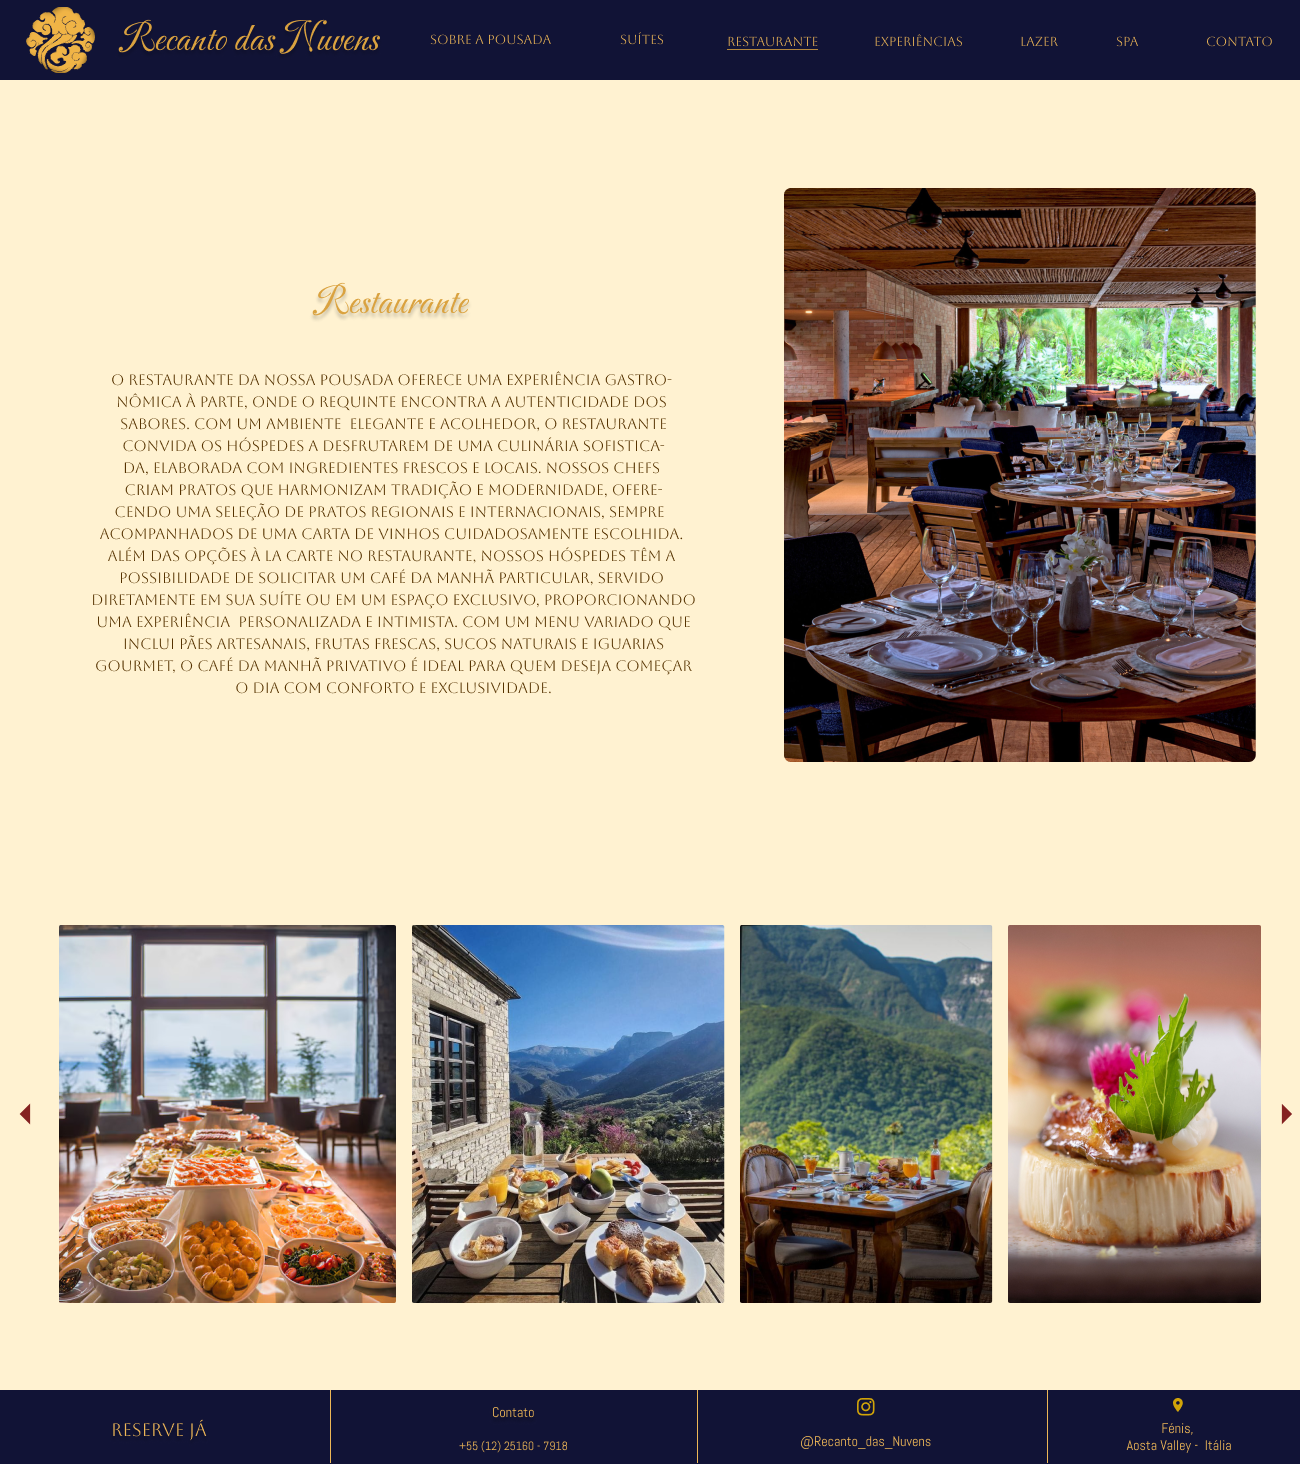 Recanto das Nuvens
SOBRE A POUSADA
SUÍTES
RESTAURANTE
EXPERIÊNCIAS
LAZER
SPA
CONTATO
Restaurante
O RESTAURANTE DA NOSSA POUSADA OFERECE UMA EXPERIÊNCIA GASTRO-
NÔMICA À PARTE, ONDE O REQUINTE ENCONTRA A AUTENTICIDADE DOS
SABORES. COM UM AMBIENTE ELEGANTE E ACOLHEDOR, O RESTAURANTE
CONVIDA OS HÓSPEDES A DESFRUTAREM DE UMA CULINÁRIA SOFISTICA-
DA, ELABORADA COM INGREDIENTES FRESCOS E LOCAIS. NOSSOS CHEFS
CRIAM PRATOS QUE HARMONIZAM TRADIÇÃO E MODERNIDADE, OFERE-
CENDO UMA SELEÇÃO DE PRATOS REGIONAIS E INTERNACIONAIS, SEMPRE
ACOMPANHADOS DE UMA CARTA DE VINHOS CUIDADOSAMENTE ESCOLHIDA.
ALÉM DAS OPÇÕES À LA CARTE NO RESTAURANTE, NOSSOS HÓSPEDES TÊM A
POSSIBILIDADE DE SOLICITAR UM CAFÉ DA MANHÃ PARTICULAR, SERVIDO
DIRETAMENTE EM SUA SUÍTE OU EM UM ESPAÇO EXCLUSIVO, PROPORCIONANDO
UMA EXPERIÊNCIA PERSONALIZADA E INTIMISTA. COM UM MENU VARIADO QUE
INCLUI PÃES ARTESANAIS, FRUTAS FRESCAS, SUCOS NATURAIS E IGUARIAS
GOURMET, O CAFÉ DA MANHÃ PRIVATIVO É IDEAL PARA QUEM DESEJA COMEÇAR
O DIA COM CONFORTO E EXCLUSIVIDADE.
RESERVE JÁ
Contato
+55 (12) 25160 - 7918
@Recanto_das_Nuvens
Fénis,
Aosta Valley - Itália